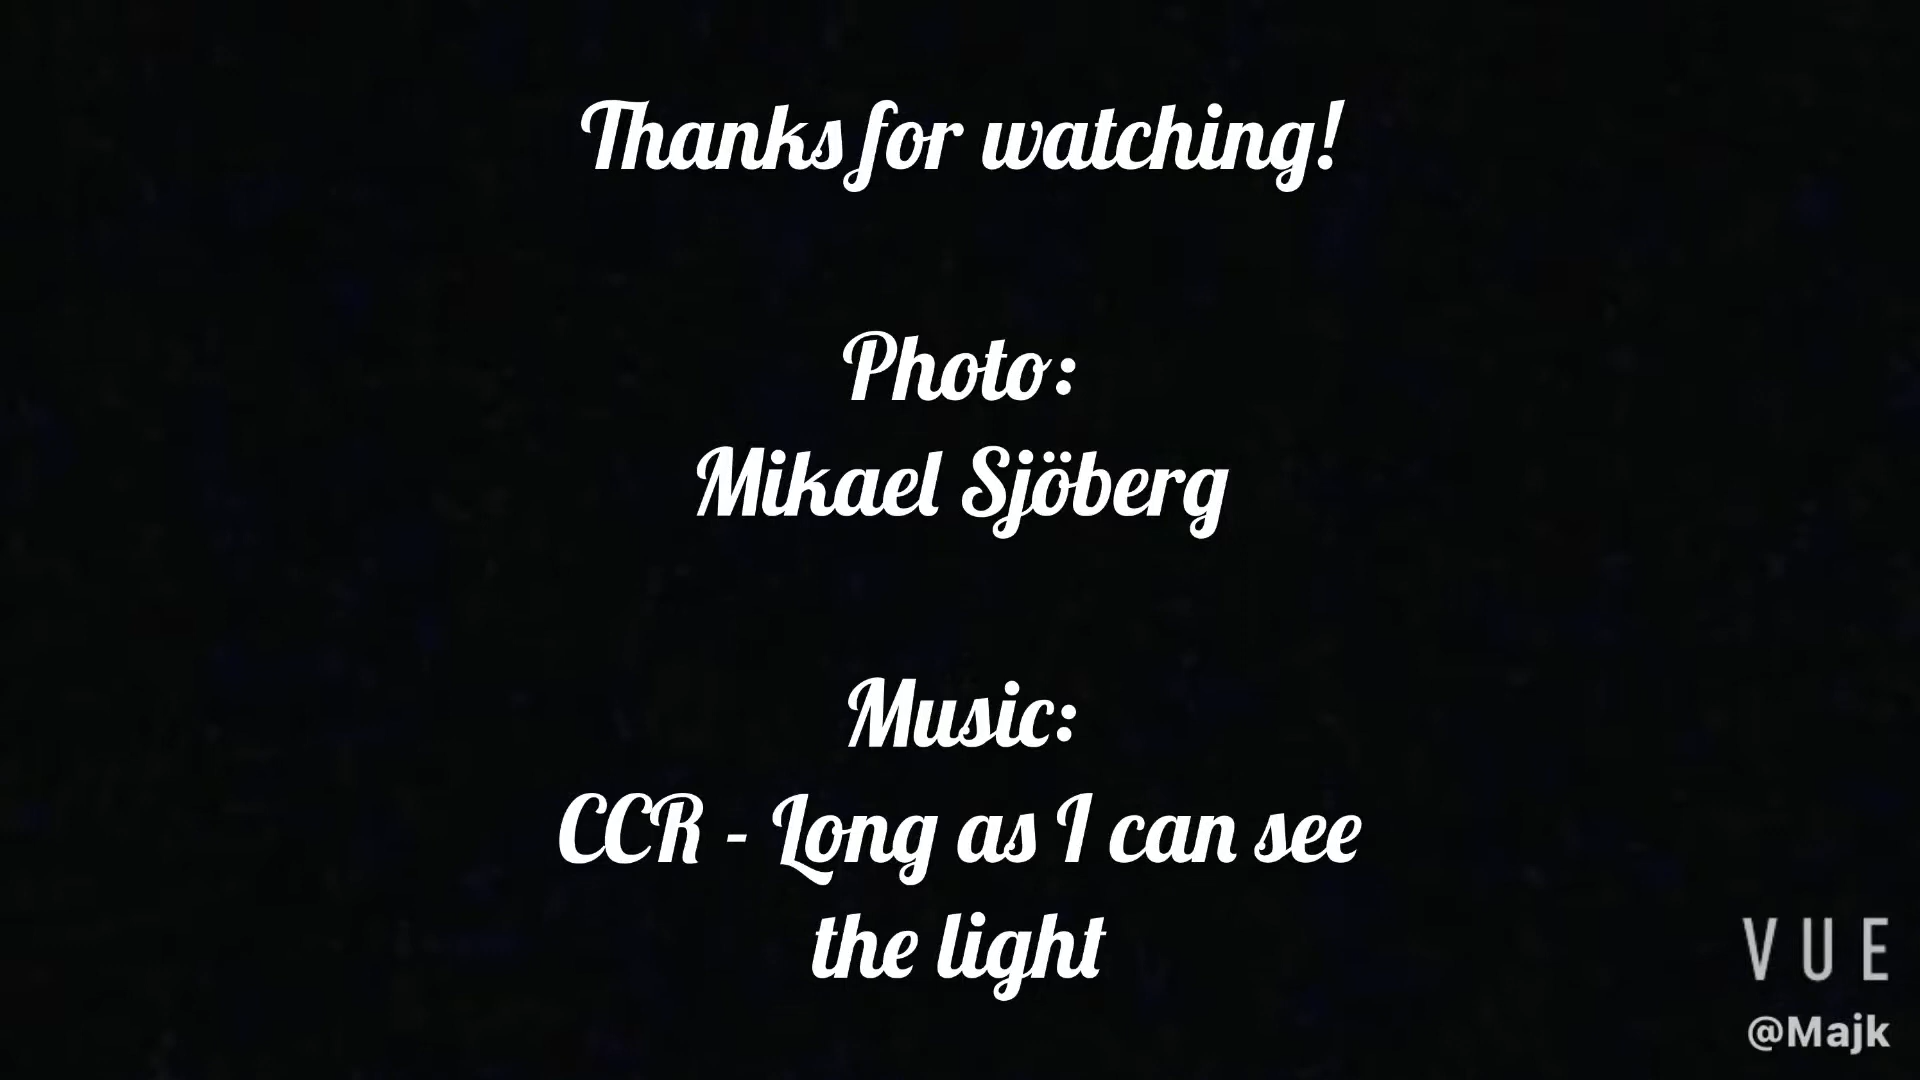 Thanks for watching!
Photo:
Mikael Sjöberg
Music:
CCR - Long as I can see
the light
VUE
@Majk